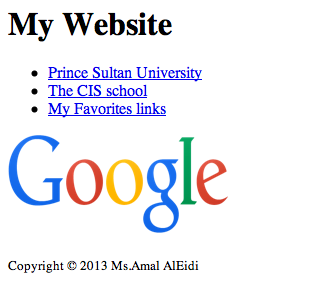 My Website
Prince Sultan University
The CIS school
My Favorites links
Google
Copyright © 2013 Ms.Amal AlEidi